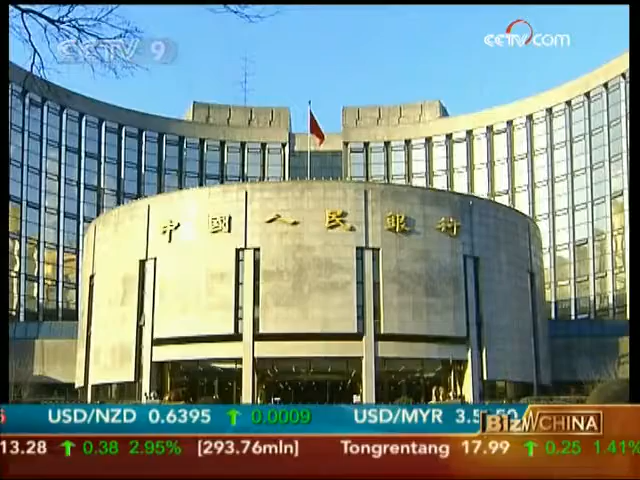 CCTV 9
CCTV.COM
中國人民銀行
USD/NZD 0.6395 0.0009 USD/MYR
Biz CHINA
13.28 0.38 2.95% [293.76mln] Tongrentang 17.99 0.25 1.41%